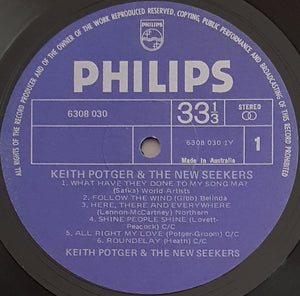 ALL RIGHTS OF THE RECORD PRODUCER AND OF THE OWNER OF THE WORK REPRODUCED RESERVED. UNAUTHORISED COPYING, PUBLIC PERFORMANCE AND BROADCASTING OF THIS RECORD PROHIBITED
PHILIPS
PHILIPS
6308 030
33 1/3
STEREO
6308 030 1Y
Made in Australia
1
KEITH POTGER & THE NEW SEEKERS
1. WHAT HAVE THEY DONE TO MY SONG MA?
(Safka) World Artists
2. FOLLOW THE WIND (Gibb) Belinda
3. HERE, THERE AND EVERYWHERE
(Lennon-McCartney) Northern
4. SHINE PEOPLE SHINE (Lovett-
Peacock) C/C
5. ALL RIGHT MY LOVE (Potger-Groom) C/C
6. ROUNDELAY (Heath) C/C
KEITH POTGER & THE NEW SEEKERS